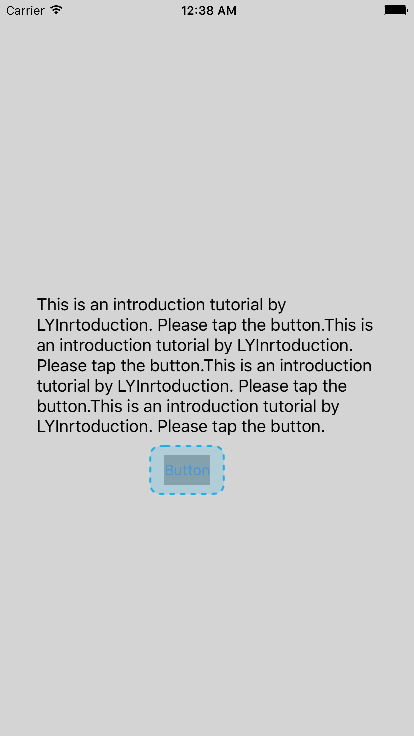 Carrier 12:38 AM
This is an introduction tutorial by
LYInrtoduction. Please tap the button.This is
an introduction tutorial by LYInrtoduction.
Please tap the button.This is an introduction
tutorial by LYInrtoduction. Please tap the
button.This is an introduction tutorial by
LYInrtoduction. Please tap the button.
Button